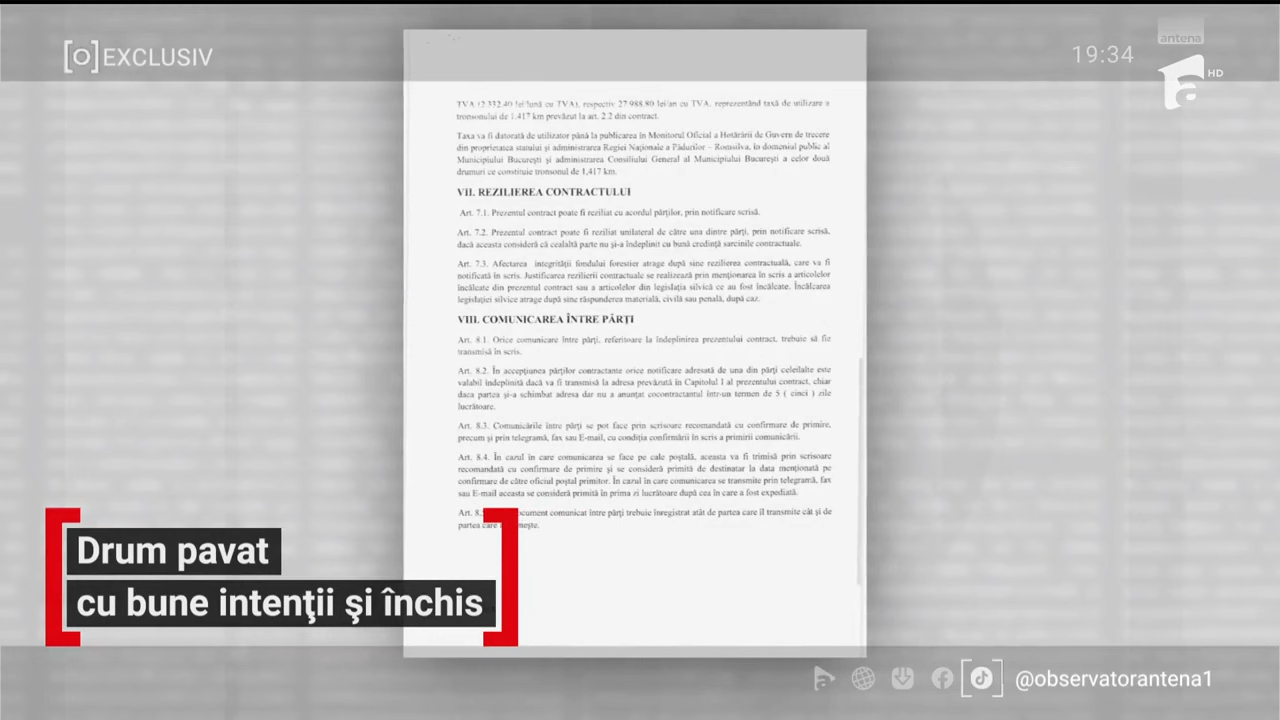 [O] EXCLUSIV
19:34
antena
HD
TVA (2.332,40 lei/lună cu TVA), respectiv 27.988,80 lei/an cu TVA, reprezentând taxă de utilizare a
tronsonului de 1,417 km prevăzut la art. 2.2 din contract.
Taxa va fi datorată de utilizator până la publicarea în Monitorul Oficial a Hotărârii de Guvern de trecere
din proprietatea statului și administrarea Regiei Naționale a Pădurilor – Romsilva, în domeniul public al
Municipiului București și administrarea Consiliului General al Municipiului București a celor două
drumuri ce constituie tronsonul de 1,417 km.
VII. REZILIEREA CONTRACTULUI
Art. 7.1. Prezentul contract poate fi reziliat cu acordul părților, prin notificare scrisă.
Art. 7.2. Prezentul contract poate fi reziliat unilateral de către una dintre părți, prin notificare scrisă,
dacă aceasta consideră că cealaltă parte nu și-a îndeplinit cu bună credință sarcinile contractuale.
Art. 7.3. Afectarea integrității fondului forestier atrage după sine rezilierea contractuală, care va fi
notificată în scris. Justificarea rezilierii contractuale se realizează prin menționarea în scris a articolelor
încălcate din prezentul contract sau a articolelor din legislația silvică ce au fost încălcate. Încălcarea
legislației silvice atrage după sine răspunderea materială, civilă sau penală, după caz.
VIII. COMUNICAREA ÎNTRE PĂRȚI
Art. 8.1. Orice comunicare între părți, referitoare la îndeplinirea prezentului contract, trebuie să fie
transmisă în scris.
Art. 8.2. În accepțiunea părților contractante orice notificare adresată de una din părți celeilalte este
valabil îndeplinită dacă va fi transmisă la adresa prevăzută în Capitolul I al prezentului contract, chiar
daca partea și-a schimbat adresa dar nu a anunțat cocontractantul într-un termen de 5 ( cinci ) zile
lucrătoare.
Art. 8.3. Comunicările între părți se pot face prin scrisoare recomandată cu confirmare de primire,
precum și prin telegramă, fax sau E-mail, cu condiția confirmării în scris a primirii comunicării.
Art. 8.4. În cazul în care comunicarea se face pe cale poștală, aceasta va fi trimisă prin scrisoare
recomandată cu confirmare de primire și se consideră primită de destinatar la data menționată pe
confirmare de către oficiul poștal primitor. În cazul în care comunicarea se transmite prin telegramă, fax
sau E-mail aceasta se consideră primită în prima zi lucrătoare după cea în care a fost expediată.
Art. 8. ocument comunicat între părți trebuie înregistrat atât de partea care îl transmite cât și de
partea care nește.
Drum pavat
cu bune intenţii şi închis
@observatorantena1